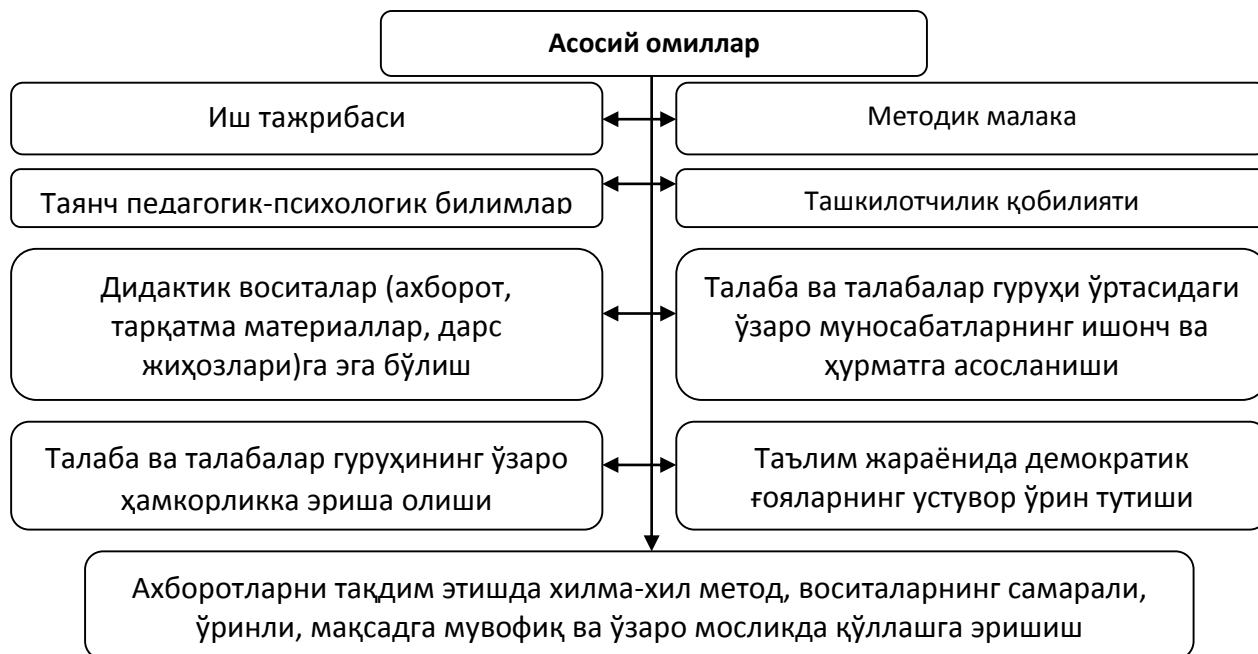 Асосий омиллар
Иш тажрибаси
Методик малака
Таянч педагогик-психологик билимлар
Ташкилотчилик қобилияти
Дидактик воситалар (ахборот,
тарқатма материаллар, дарс
жиҳозлари)га эга бўлиш
Талаба ва талабалар гуруҳи ўртасидаги
ўзаро муносабатларнинг ишонч ва
ҳурматга асосланиши
Талаба ва талабалар гуруҳининг ўзаро
ҳамкорликка эриша олиши
Таълим жараёнида демократик
ғояларнинг устувор ўрин тутиши
Ахборотларни тақдим этишда хилма-хил метод, воситаларнинг самарали,
ўринли, мақсадга мувофиқ ва ўзаро мосликда қўллашга эришиш